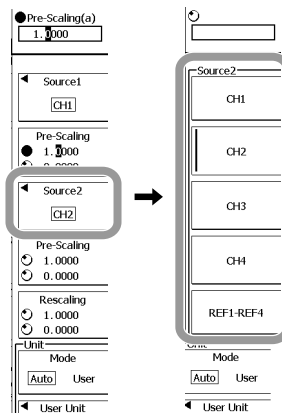 Pre-Scaling(a)
1.0000
Source1
CH1
Pre-Scaling
1.0000
0.0000
Source2
CH2
Pre-Scaling
1.0000
0.0000
Rescaling
1.0000
0.0000
Unit
Mode
Auto User
User Unit
Source2
CH1
CH2
CH3
CH4
REF1-REF4
Unit
Mode
Auto User
User Unit